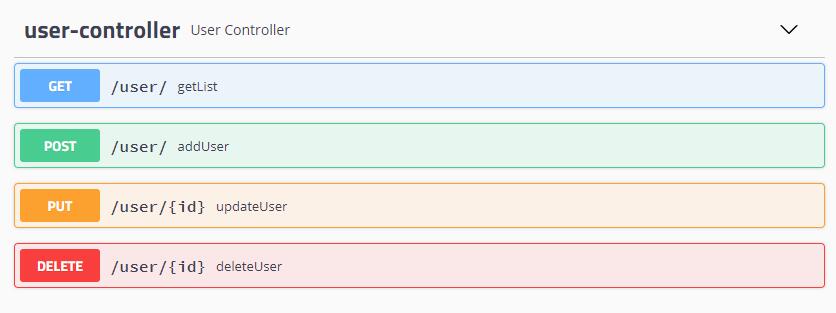 user-controller User Controller
GET /user/ getList
POST /user/ addUser
PUT /user/{id} updateUser
DELETE /user/{id} deleteUser